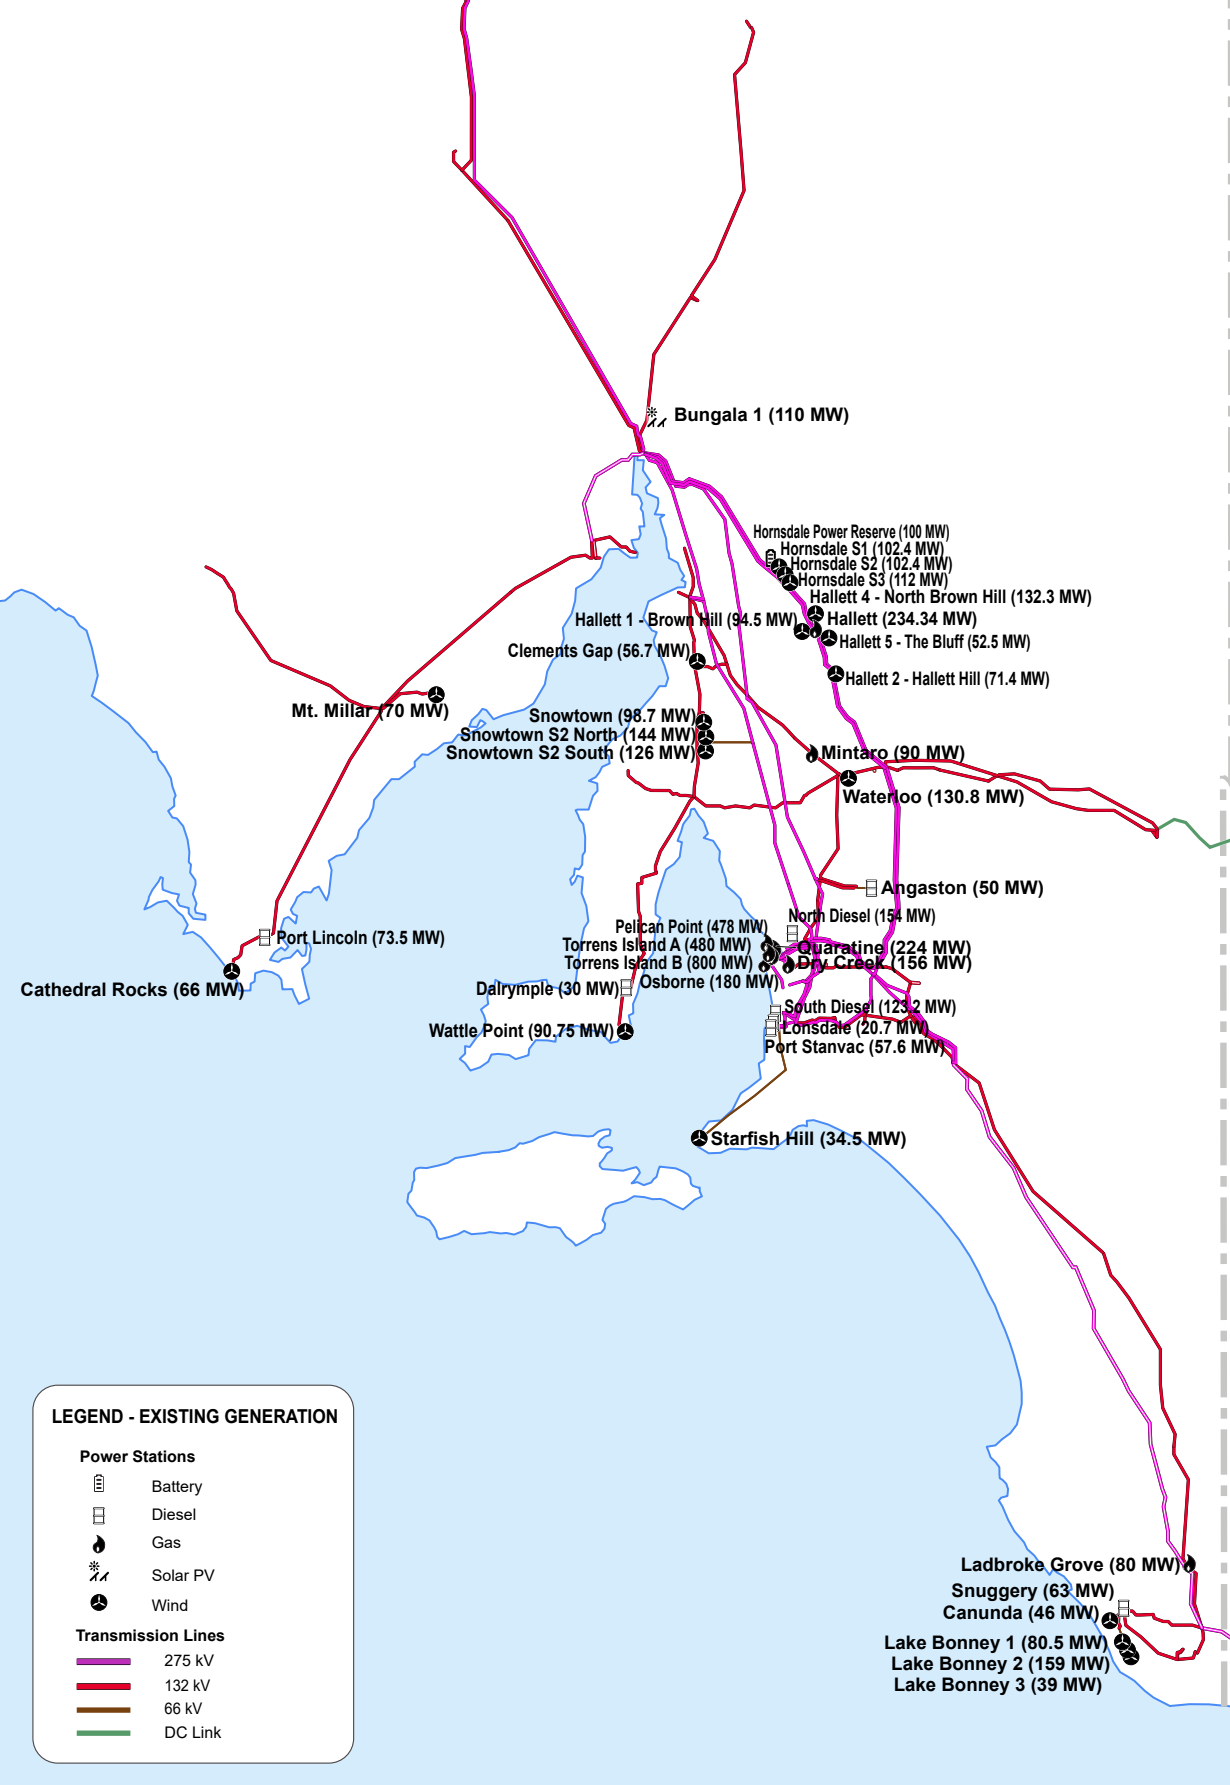 Bungala 1 (110 MW)
Hornsdale Power Reserve (100 MW)
Hornsdale S1 (102.4 MW)
Hornsdale S2 (102.4 MW)
Hornsdale S3 (112 MW)
Hallett 4 - North Brown Hill (132.3 MW)
Hallett 1 - Brown Hill (94.5 MW)
Hallett (234.34 MW)
Hallett 5 - The Bluff (52.5 MW)
Clements Gap (56.7 MW)
Hallett 2 - Hallett Hill (71.4 MW)
Mt. Millar (70 MW)
Snowtown (98.7 MW)
Snowtown S2 North (144 MW)
Snowtown S2 South (126 MW)
Mintaro (90 MW)
Waterloo (130.8 MW)
Angaston (50 MW)
North Diesel (154 MW)
Pelican Point (478 MW)
Port Lincoln (73.5 MW)
Torrens Island A (480 MW)
Quaratine (224 MW)
Torrens Island B (800 MW)
Dry Creek (156 MW)
Osborne (180 MW)
Cathedral Rocks (66 MW)
Dalrymple (30 MW)
South Diesel (123.2 MW)
Wattle Point (90.75 MW)
Lonsdale (20.7 MW)
Port Stanvac (57.6 MW)
Starfish Hill (34.5 MW)
LEGEND - EXISTING GENERATION
Power Stations
Battery
Diesel
Gas
Solar PV
Wind
Transmission Lines
275 kV
132 kV
66 kV
DC Link
Ladbroke Grove (80 MW)
Snuggery (63 MW)
Canunda (46 MW)
Lake Bonney 1 (80.5 MW)
Lake Bonney 2 (159 MW)
Lake Bonney 3 (39 MW)